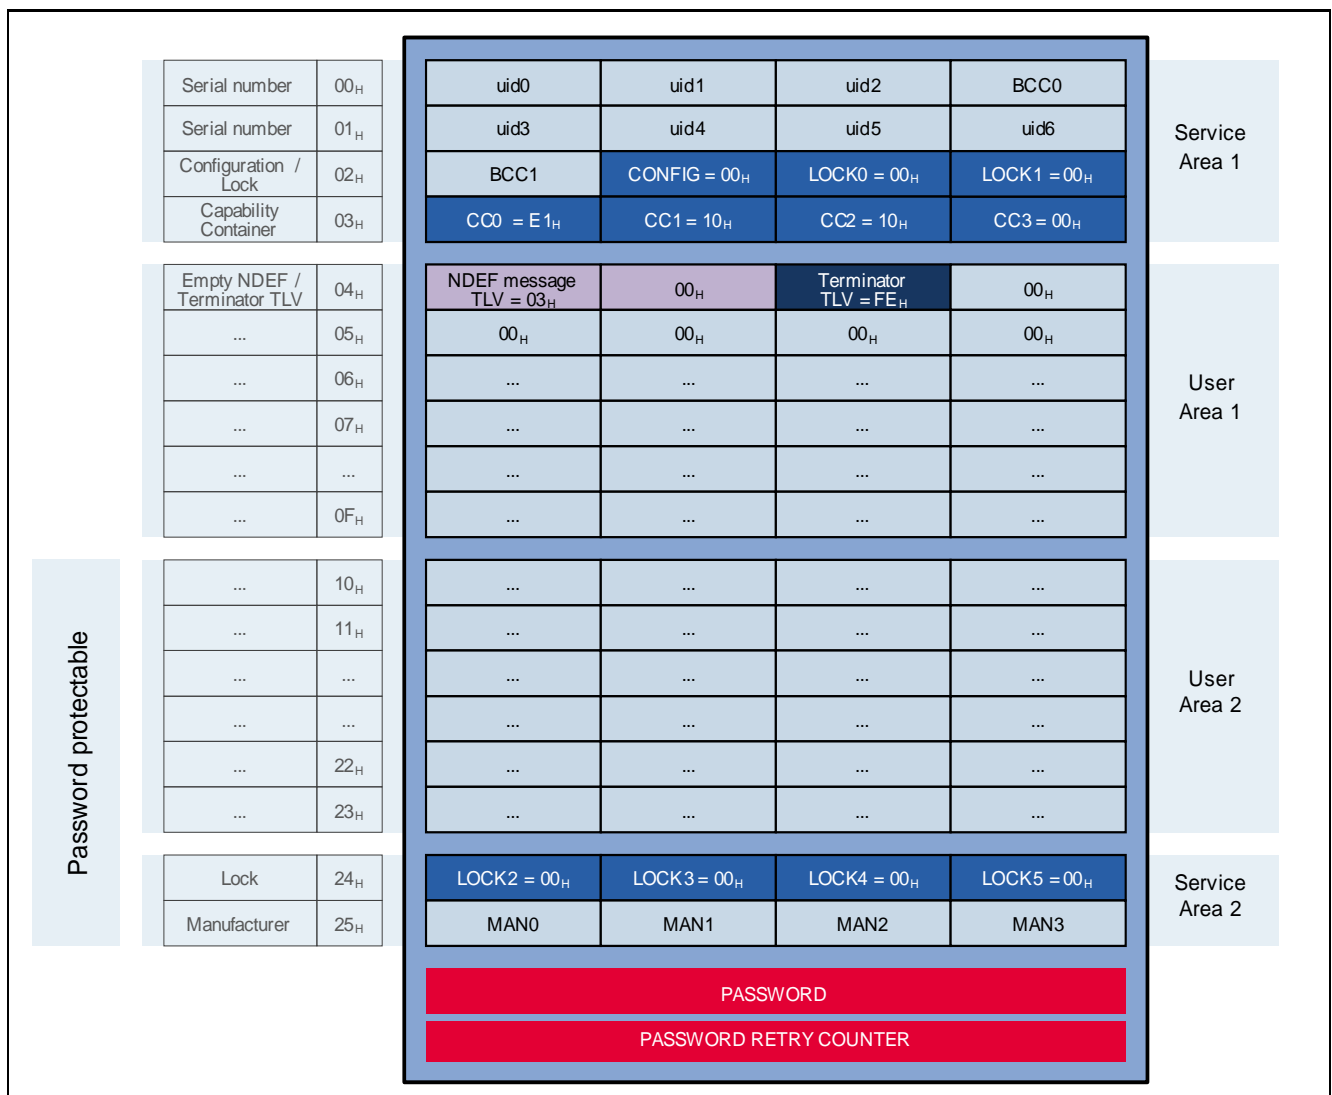 Serial number 00H uid0 uid1 uid2 BCC0
Serial number 01H uid3 uid4 uid5 uid6
Service
Area 1
Configuration /
Lock 02H BCC1 CONFIG = 00H LOCK0 = 00H LOCK1 = 00H
Capability
Container 03H CC0 = E1H CC1 = 10H CC2 = 10H CC3 = 00H
Empty NDEF /
Terminator TLV 04H NDEF message
TLV = 03H 00H Terminator
TLV = FEH 00H
... 05H 00H 00H 00H 00H
... 06H ... ... ... ...
User
Area 1
... 07H ... ... ... ...
... ... ... ... ... ...
... 0FH ... ... ... ...
Password protectable
... 10H ... ... ... ...
... 11H ... ... ... ...
... ... ... ... ... ...
User
Area 2
... ... ... ... ... ...
... 22H ... ... ... ...
... 23H ... ... ... ...
Lock 24H LOCK2 = 00H LOCK3 = 00H LOCK4 = 00H LOCK5 = 00H
Service
Area 2
Manufacturer 25H MAN0 MAN1 MAN2 MAN3
PASSWORD
PASSWORD RETRY COUNTER